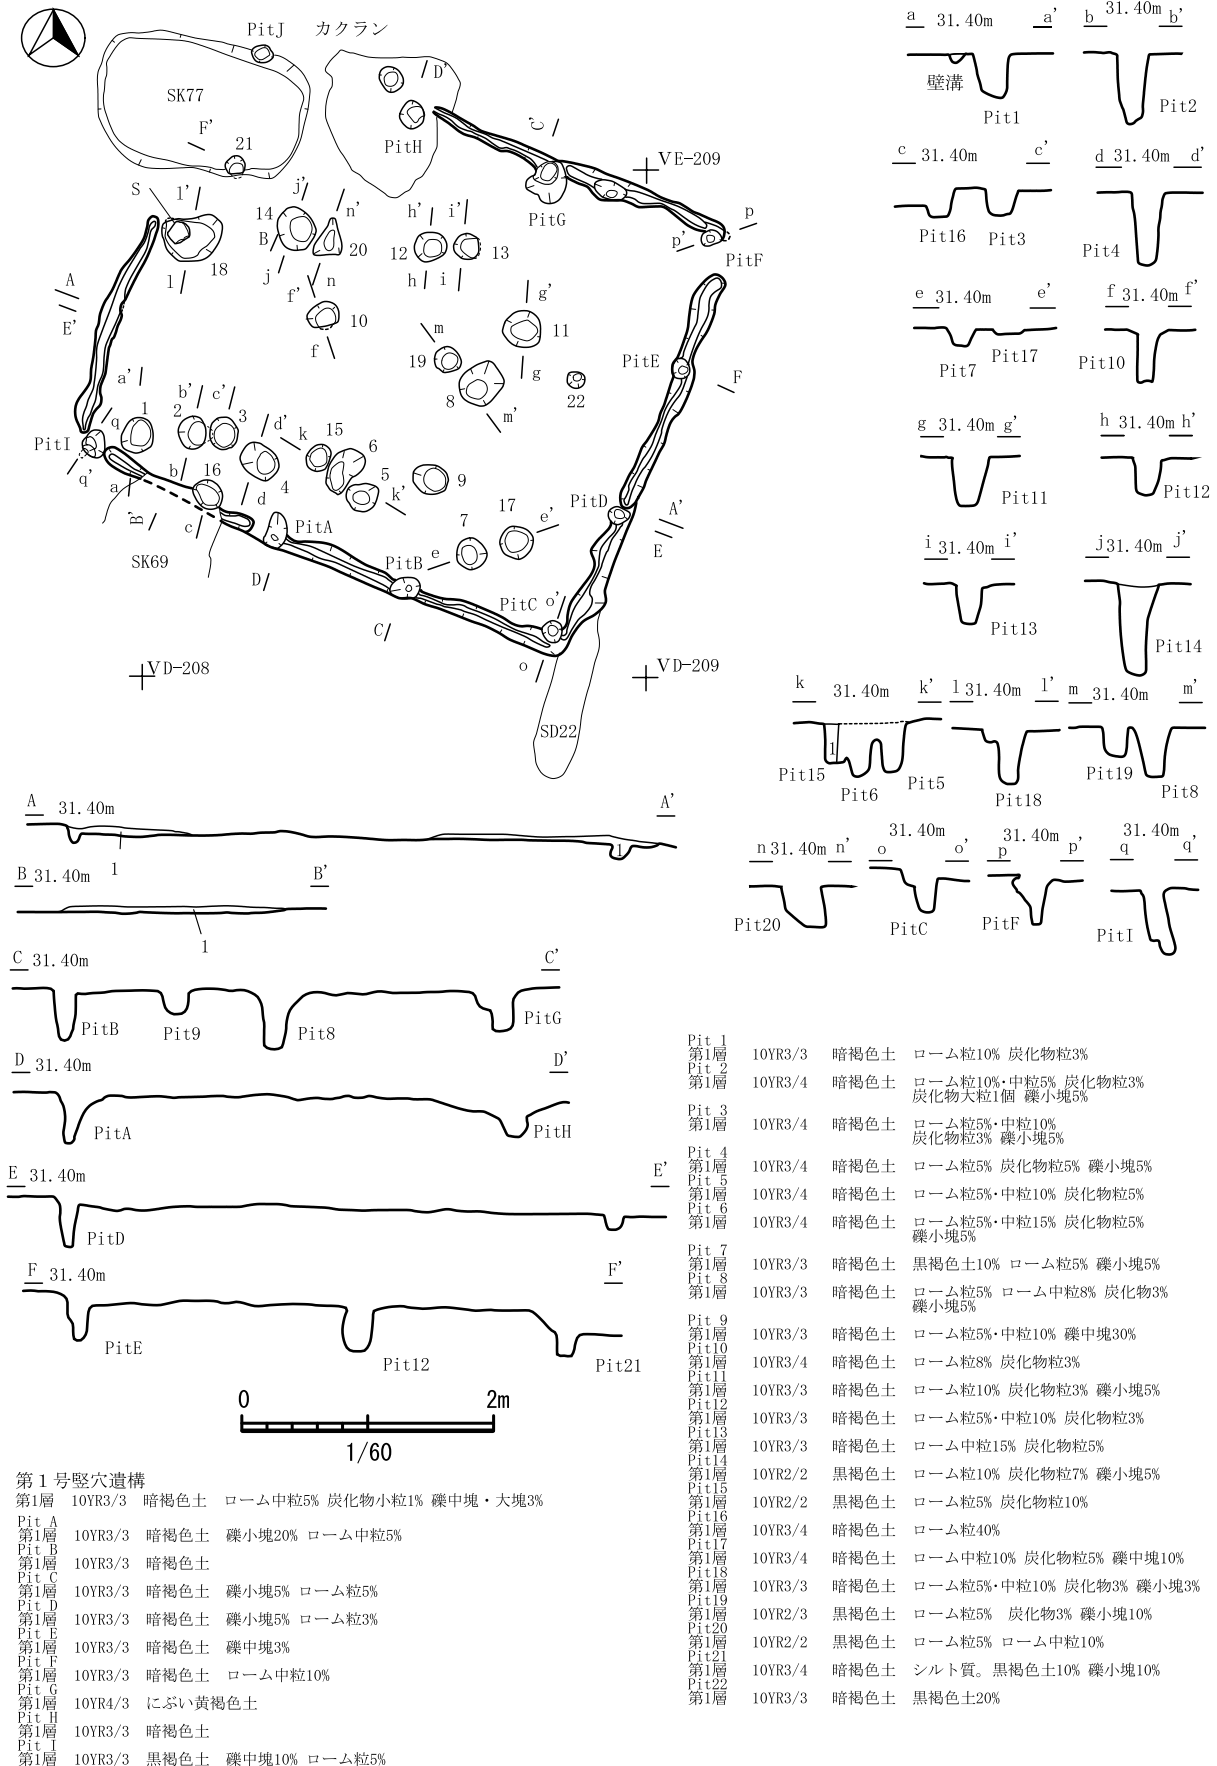 PitJ カクラン
D'
SK77
F'
21
PitH
C'
VE-209
S
l'
14
j'
n'
h' i'
PitG
p
B
20
12
13
p'
PitF
l
18
j
n
h i
A
E'
f'
10
g'
11
f
m
19
PitE
g
F
8
22
a'
b' c'
m'
q
1
2
3
d'
k
15
6
PitI
q'
a
b
16
4
5
9
k'
d
c
B'
17
PitD
A'
SK69
PitA
7
e'
E
PitB
e
D
PitC
o'
C
o
VD-208
VD-209
SD22
a 31.40m a'
壁溝
Pit1
b 31.40m b'
Pit2
c 31.40m c'
Pit16 Pit3
d 31.40m d'
Pit4
e 31.40m e'
Pit7 Pit17
f 31.40m f'
Pit10
g 31.40m g'
Pit11
h 31.40m h'
Pit12
i 31.40m i'
Pit13
j 31.40m j'
Pit14
k 31.40m k'
1
Pit15 Pit6 Pit5
l 31.40m l'
Pit18
m 31.40m m'
Pit19 Pit8
n 31.40m n'
Pit20
o 31.40m o'
PitC
p 31.40m p'
PitF
q 31.40m q'
PitI
A 31.40m A'
1 1
B 31.40m B'
1
C 31.40m C'
PitB Pit9 Pit8 PitG
D 31.40m D'
PitA PitH
E 31.40m E'
PitD
F 31.40m F'
PitE Pit12 Pit21
0 2m
1/60
第1号竪穴遺構
第1層 10YR3/3 暗褐色土 ローム中粒5% 炭化物小粒1% 礫中塊・大塊3%
Pit A
第1層 10YR3/3 暗褐色土 礫小塊20% ローム中粒5%
Pit B
第1層 10YR3/3 暗褐色土
Pit C
第1層 10YR3/3 暗褐色土 礫小塊5% ローム粒5%
Pit D
第1層 10YR3/3 暗褐色土 礫小塊5% ローム粒3%
Pit E
第1層 10YR3/3 暗褐色土 礫中塊3%
Pit F
第1層 10YR3/3 暗褐色土 ローム中粒10%
Pit G
第1層 10YR4/3 にぶい黄褐色土
Pit H
第1層 10YR3/3 暗褐色土
Pit I
第1層 10YR3/3 黒褐色土 礫中塊10% ローム粒5%
Pit 1
第1層 10YR3/3 暗褐色土 ローム粒10% 炭化物粒3%
Pit 2
第1層 10YR3/4 暗褐色土 ローム粒10%・中粒5% 炭化物粒3%
炭化物大粒1個 礫小塊5%
Pit 3
第1層 10YR3/4 暗褐色土 ローム粒5%・中粒10%
炭化物粒3% 礫小塊5%
Pit 4
第1層 10YR3/4 暗褐色土 ローム粒5% 炭化物粒5% 礫小塊5%
Pit 5
第1層 10YR3/4 暗褐色土 ローム粒5%・中粒10% 炭化物粒5%
Pit 6
第1層 10YR3/4 暗褐色土 ローム粒5%・中粒15% 炭化物粒5%
礫小塊5%
Pit 7
第1層 10YR3/3 暗褐色土 黒褐色土10% ローム粒5% 礫小塊5%
Pit 8
第1層 10YR3/3 暗褐色土 ローム粒5% ローム中粒8% 炭化物3%
礫小塊5%
Pit 9
第1層 10YR3/3 暗褐色土 ローム粒5%・中粒10% 礫中塊30%
Pit10
第1層 10YR3/4 暗褐色土 ローム粒8% 炭化物粒3%
Pit11
第1層 10YR3/3 暗褐色土 ローム粒10% 炭化物粒3% 礫小塊5%
Pit12
第1層 10YR3/3 暗褐色土 ローム粒5%・中粒10% 炭化物粒3%
Pit13
第1層 10YR3/3 暗褐色土 ローム中粒15% 炭化物粒5%
Pit14
第1層 10YR2/2 黒褐色土 ローム粒10% 炭化物粒7% 礫小塊5%
Pit15
第1層 10YR2/2 黒褐色土 ローム粒5% 炭化物粒10%
Pit16
第1層 10YR3/4 暗褐色土 ローム粒40%
Pit17
第1層 10YR3/4 暗褐色土 ローム中粒10% 炭化物粒5% 礫中塊10%
Pit18
第1層 10YR3/3 暗褐色土 ローム粒5%・中粒10% 炭化物3% 礫小塊3%
Pit19
第1層 10YR2/3 黒褐色土 ローム粒5% 炭化物3% 礫小塊10%
Pit20
第1層 10YR2/2 黒褐色土 ローム粒5% ローム中粒10%
Pit21
第1層 10YR3/4 暗褐色土 シルト質。黒褐色土10% 礫小塊10%
Pit22
第1層 10YR3/3 暗褐色土 黒褐色土20%